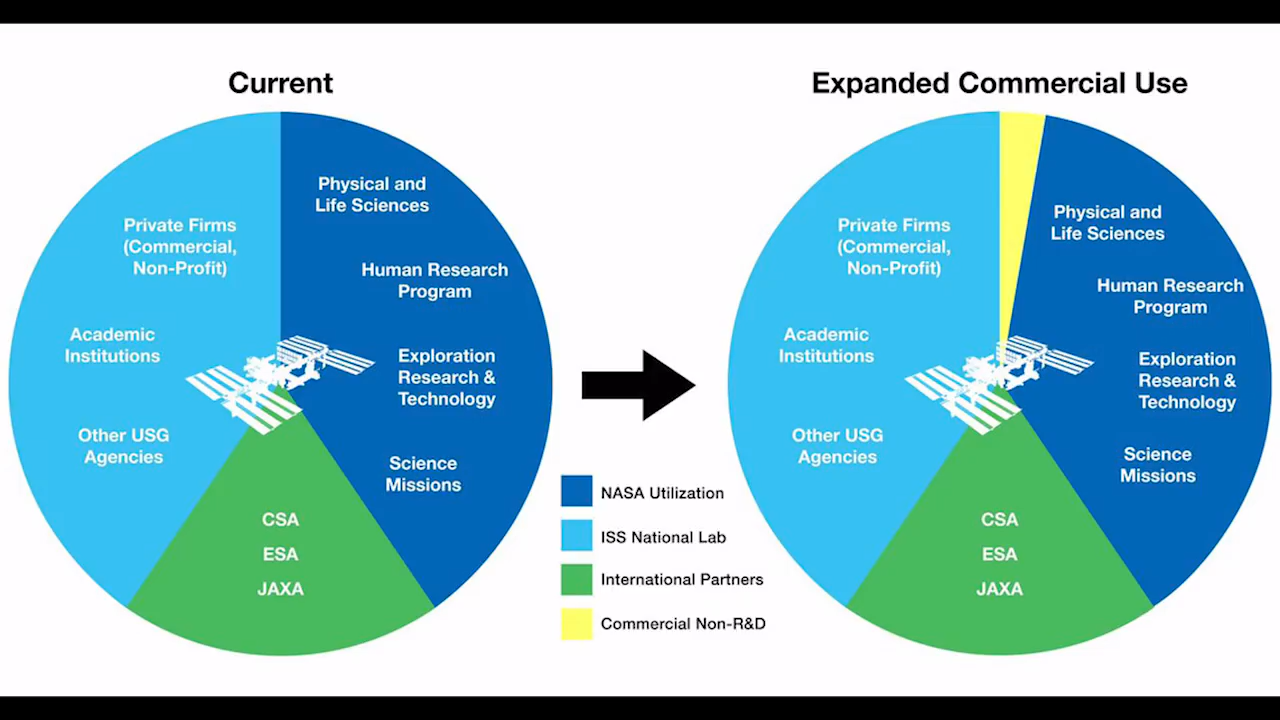 Current
Physical and
Life Sciences
Private Firms
(Commercial,
Non-Profit)
Human Research
Program
Academic
Institutions
Exploration
Research &
Technology
Other USG
Agencies
Science
Missions
CSA
ESA
JAXA
NASA Utilization
ISS National Lab
International Partners
Commercial Non-R&D
Expanded Commercial Use
Physical and
Life Sciences
Private Firms
(Commercial,
Non-Profit)
Human Research
Program
Academic
Institutions
Exploration
Research &
Technology
Other USG
Agencies
Science
Missions
CSA
ESA
JAXA